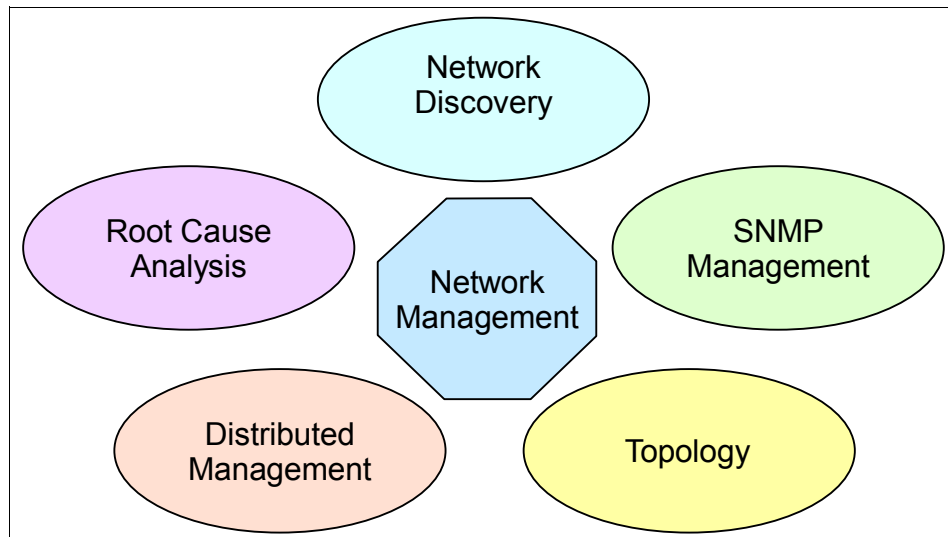 Network
Discovery
Root Cause
Analysis
SNMP
Management
Network
Management
Distributed
Management
Topology